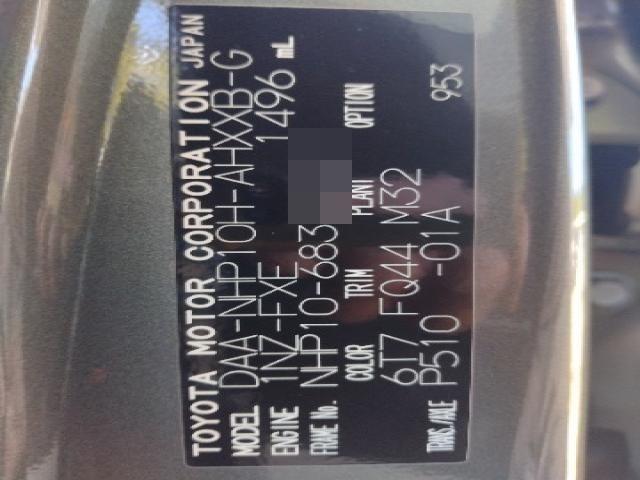 TOYOTA MOTOR CORPORATION JAPAN
MODEL DAA-NHP10H-AHXXB-G
ENGINE 1NZ-FXE 1496 mL
FRAME No. NHP10-683
COLOR TRIM PLANT OPTION
6T7 FQ44 M32
TRANS./AXLE P510 -01A 953